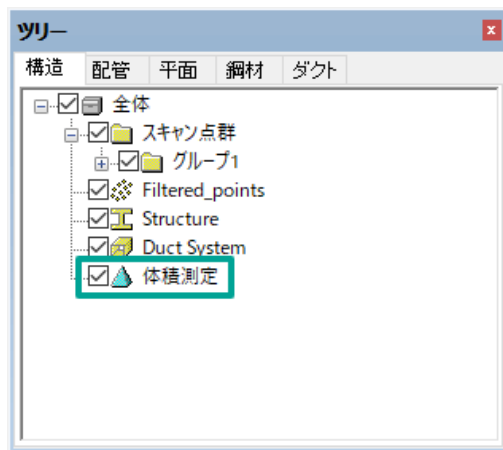 ツリー
構造 配管 平面 鋼材 ダクト
全体
スキャン点群
グループ1
Filtered_points
Structure
Duct System
体積測定